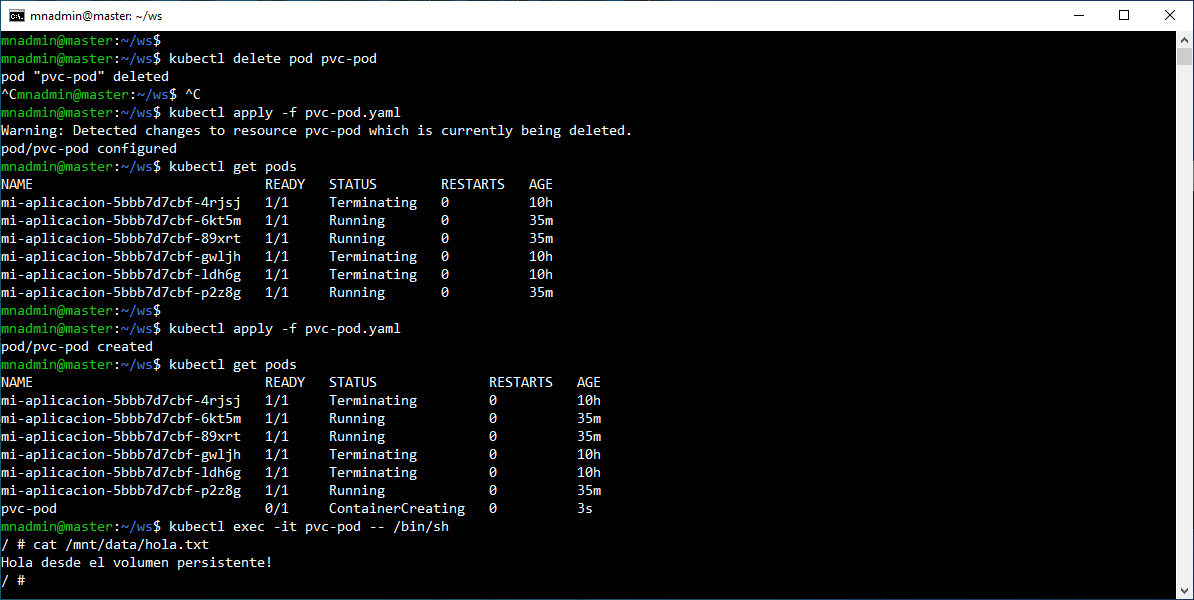 mnadmin@master: ~/ws
mnadmin@master:~/ws$
mnadmin@master:~/ws$ kubectl delete pod pvc-pod
pod "pvc-pod" deleted
^Cmnadmin@master:~/ws$ ^C
mnadmin@master:~/ws$ kubectl apply -f pvc-pod.yaml
Warning: Detected changes to resource pvc-pod which is currently being deleted.
pod/pvc-pod configured
mnadmin@master:~/ws$ kubectl get pods
NAME                             READY   STATUS        RESTARTS   AGE
mi-aplicacion-5bbb7d7cbf-4rjsj   1/1     Terminating   0          10h
mi-aplicacion-5bbb7d7cbf-6kt5m   1/1     Running       0          35m
mi-aplicacion-5bbb7d7cbf-89xrt   1/1     Running       0          35m
mi-aplicacion-5bbb7d7cbf-gwljh   1/1     Terminating   0          10h
mi-aplicacion-5bbb7d7cbf-ldh6g   1/1     Terminating   0          10h
mi-aplicacion-5bbb7d7cbf-p2z8g   1/1     Running       0          35m
mnadmin@master:~/ws$
mnadmin@master:~/ws$ kubectl apply -f pvc-pod.yaml
pod/pvc-pod created
mnadmin@master:~/ws$ kubectl get pods
NAME                             READY   STATUS              RESTARTS   AGE
mi-aplicacion-5bbb7d7cbf-4rjsj   1/1     Terminating         0          10h
mi-aplicacion-5bbb7d7cbf-6kt5m   1/1     Running             0          35m
mi-aplicacion-5bbb7d7cbf-89xrt   1/1     Running             0          35m
mi-aplicacion-5bbb7d7cbf-gwljh   1/1     Terminating         0          10h
mi-aplicacion-5bbb7d7cbf-ldh6g   1/1     Terminating         0          10h
mi-aplicacion-5bbb7d7cbf-p2z8g   1/1     Running             0          35m
pvc-pod                          0/1     ContainerCreating   0          3s
mnadmin@master:~/ws$ kubectl exec -it pvc-pod -- /bin/sh
/ # cat /mnt/data/hola.txt
Hola desde el volumen persistente!
/ #